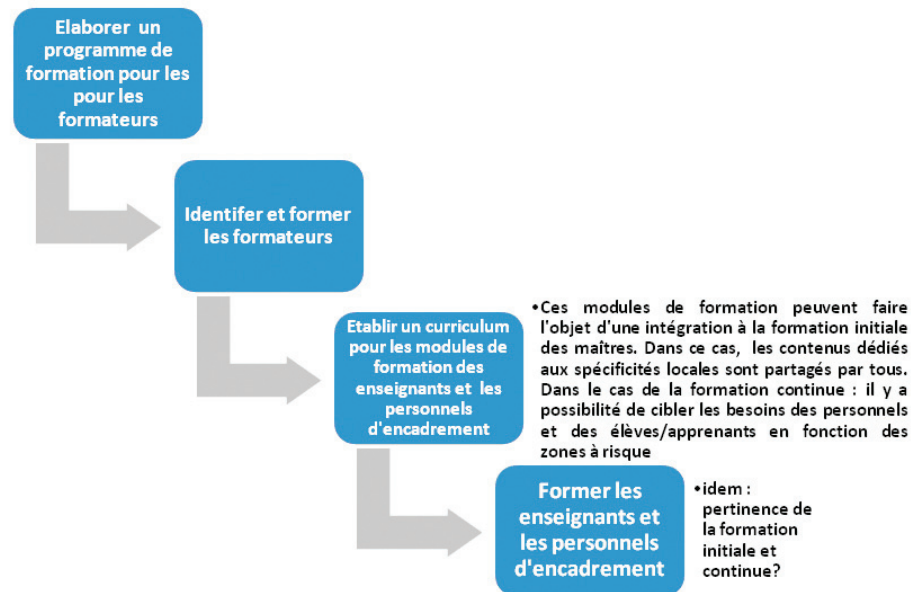 Elaborer un
programme de
formation pour les
pour les
formateurs
Identifer et former
les formateurs
Etablir un curriculum
pour les modules de
formation des
enseignants et les
personnels
d'encadrement
•Ces modules de formation peuvent faire
l'objet d'une intégration à la formation initiale
des maîtres. Dans ce cas, les contenus dédiés
aux spécificités locales sont partagés par tous.
Dans le cas de la formation continue : il y a
possibilité de cibler les besoins des personnels
et des élèves/apprenants en fonction des
zones à risque
Former les
enseignants et
les personnels
d'encadrement
•idem :
pertinence de
la formation
initiale et
continue?